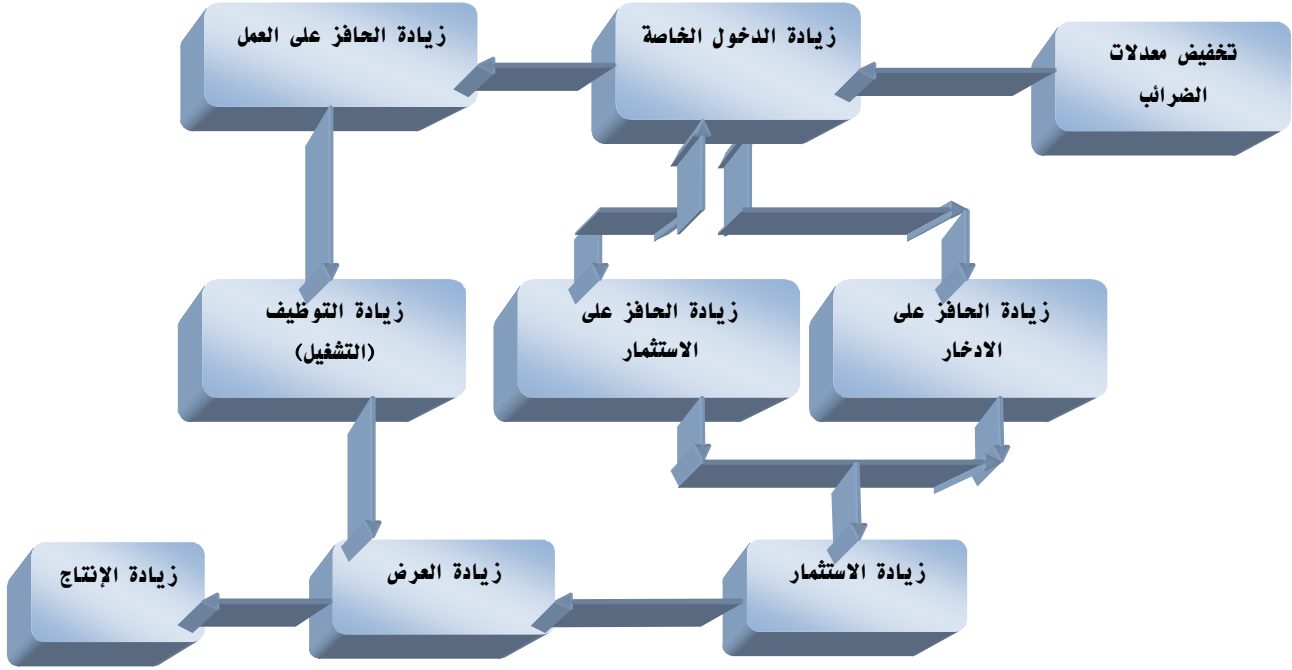 تخفيض معدلات
الضرائب
زيادة الدخول الخاصة
زيادة الحافز على العمل
زيادة الحافز على
الادخار
زيادة الحافز على
الاستثمار
زيادة التوظيف
(التشغيل)
زيادة الاستثمار
زيادة العرض
زيادة الإنتاج